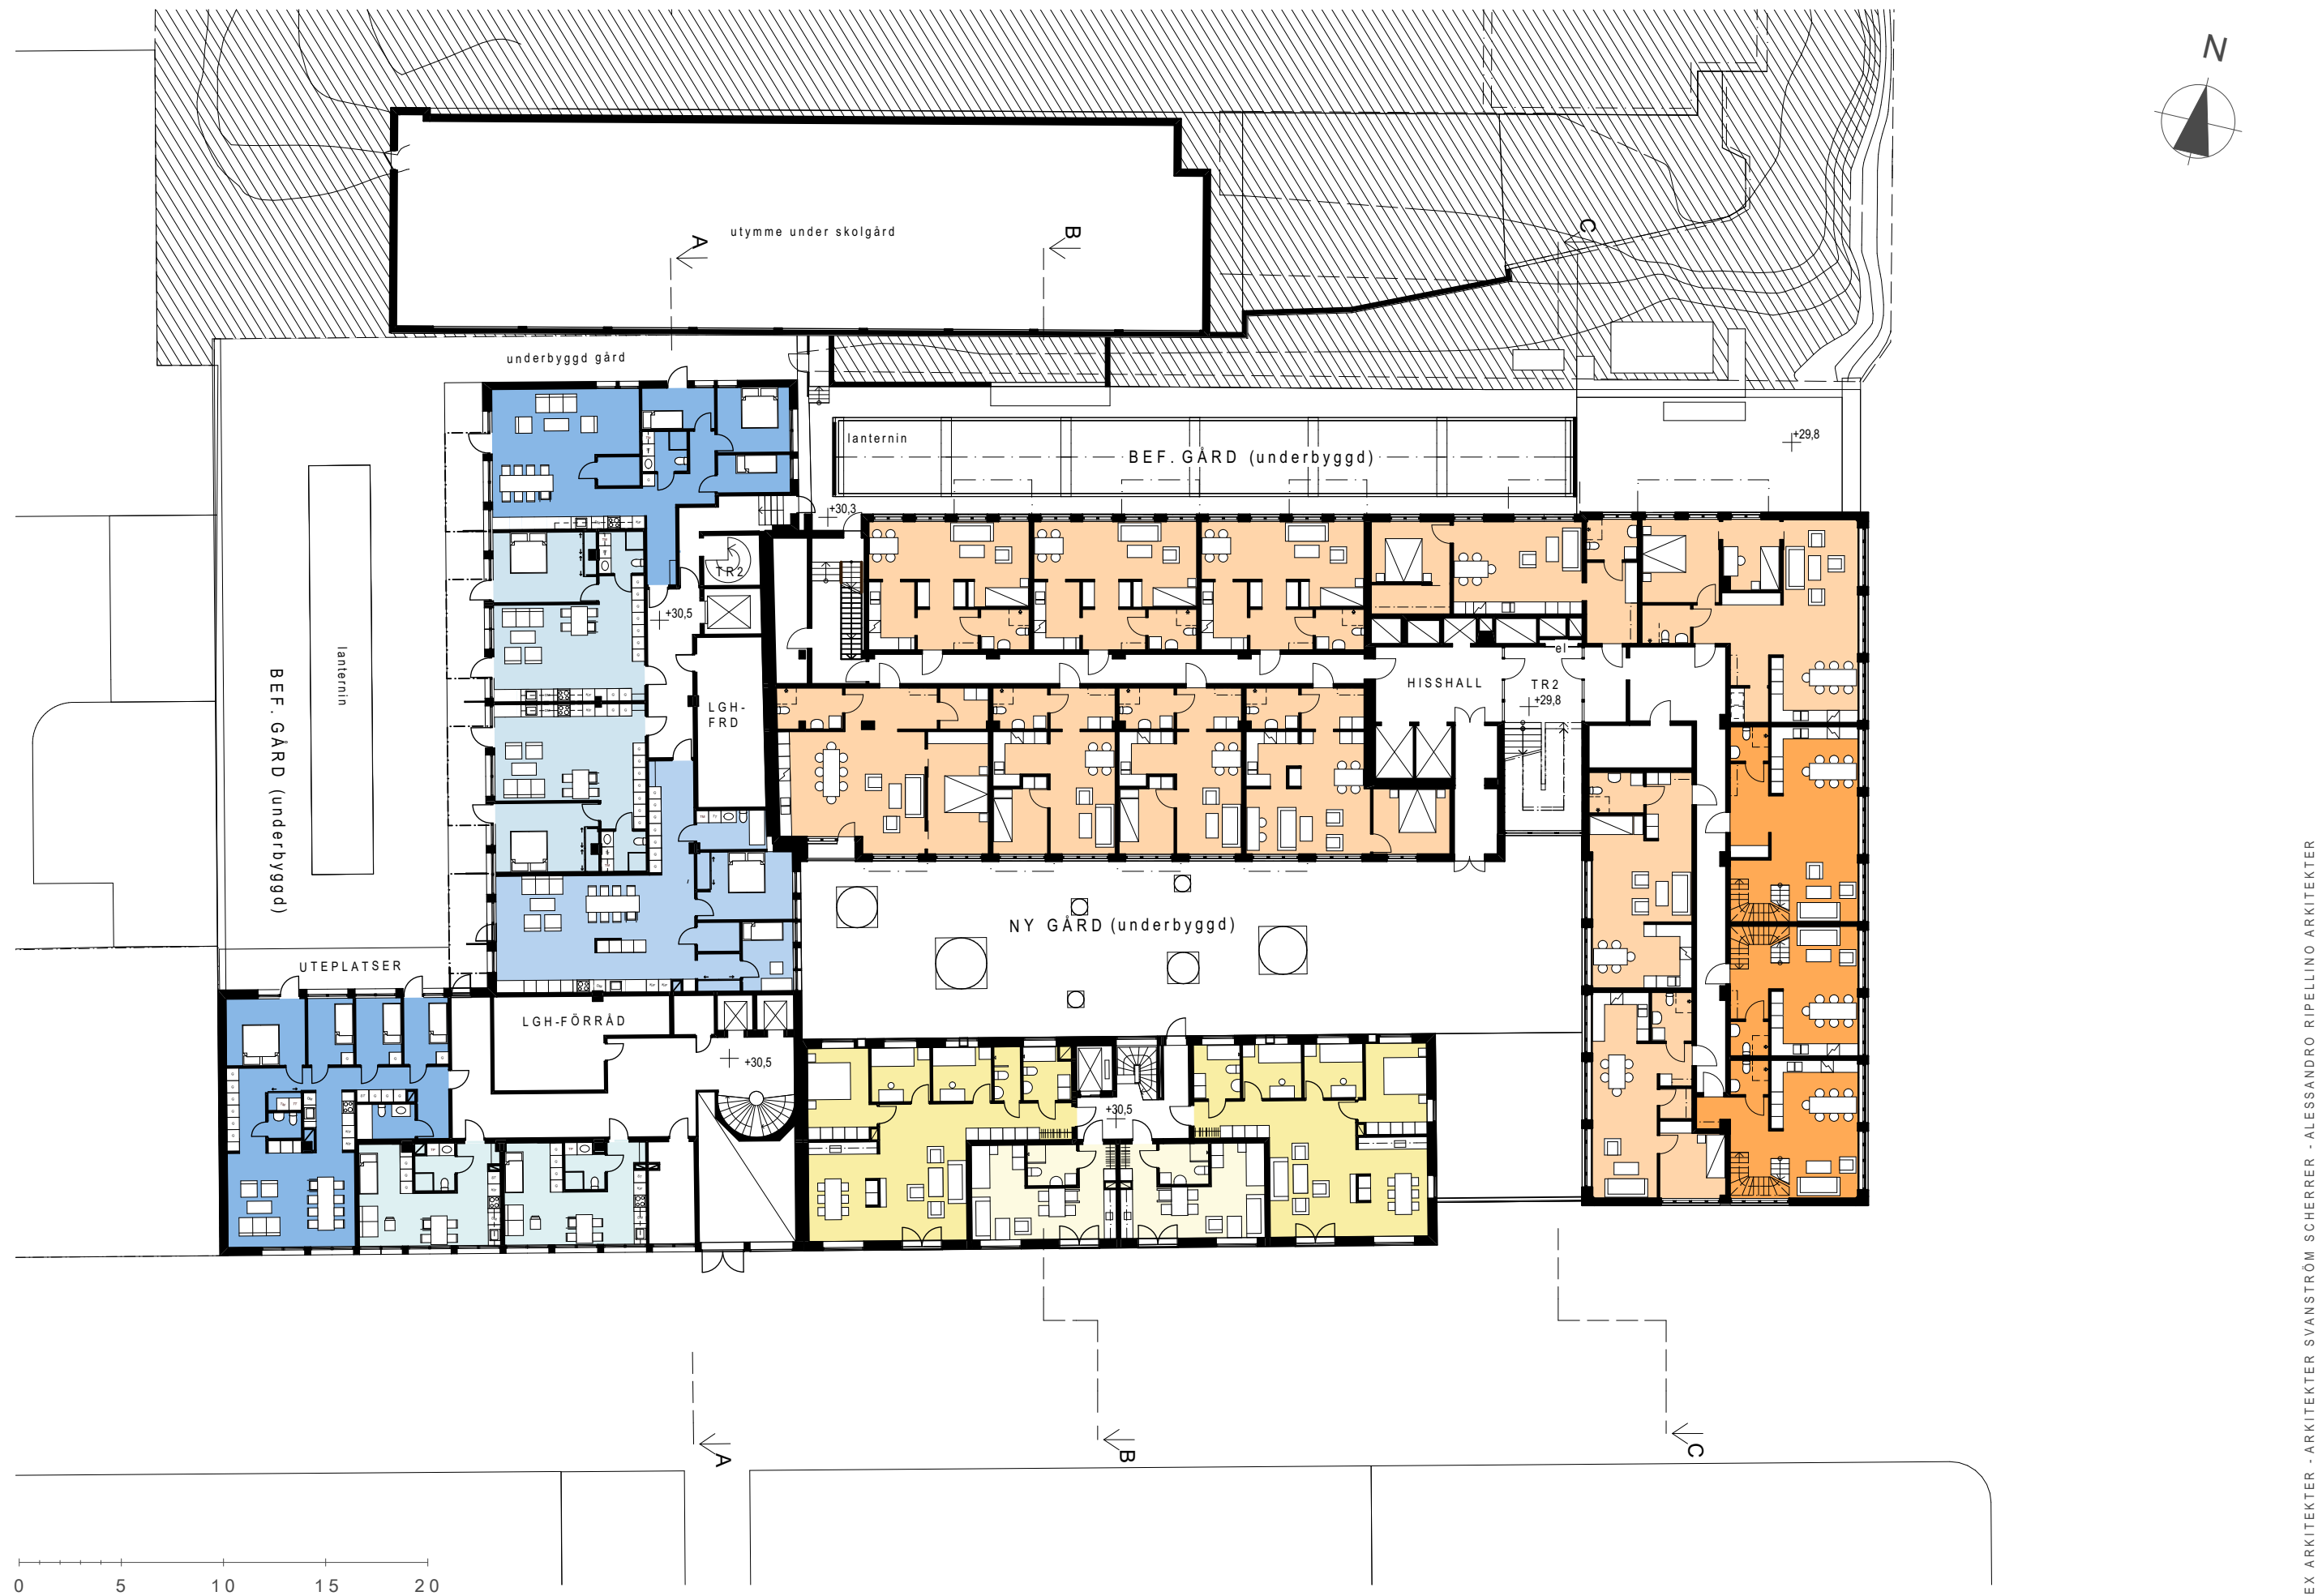 N
utymme under skolgård
A
B
C
underbyggd gård
lanternin
BEF. GÅRD (underbyggd)
+29,8
+30,3
TR2
+30,5
lanternin
BEF. GÅRD (underbyggd)
el
HISSHALL
TR2
+29,8
LGH-
FRD
NY GÅRD (underbyggd)
UTEPLATSER
LGH-FÖRRÅD
+30,5
+30,5
A
B
C
0 5 10 15 20
EX ARKITEKTER - ARKITEKTER SVANSTRÖM SCHERRER - ALESSANDRO RIPELLINO ARKITEKTER